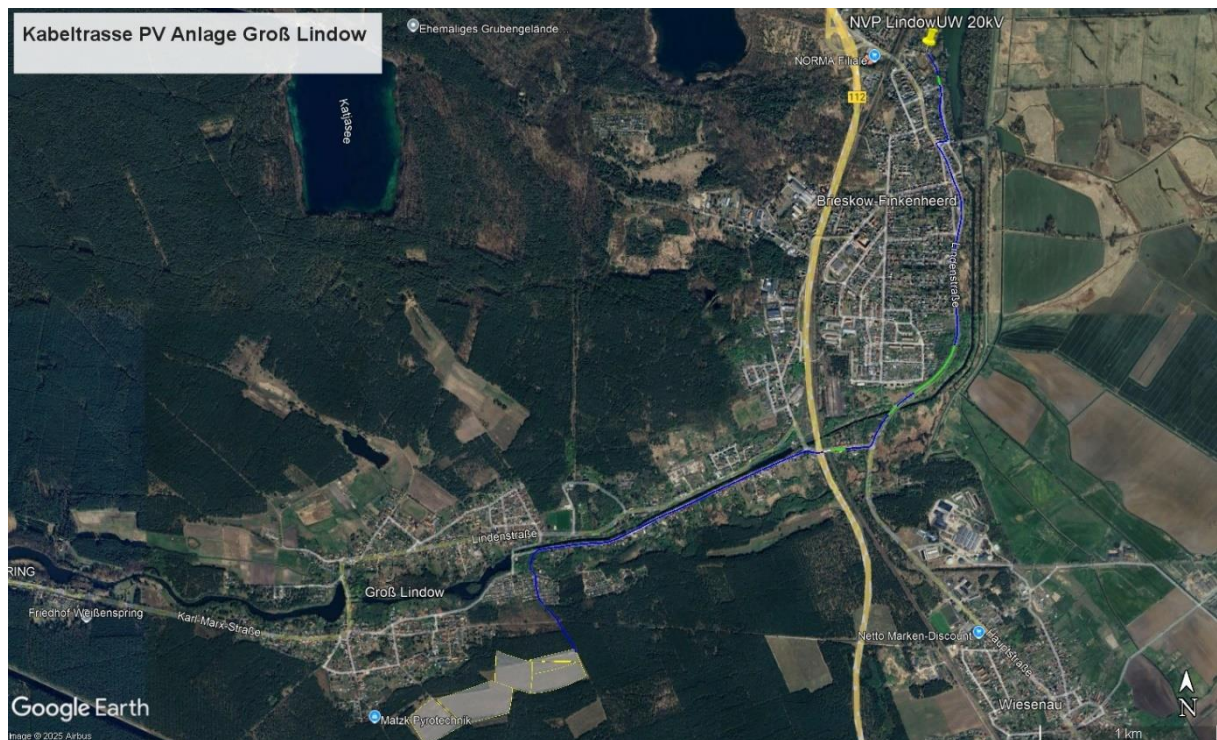 Kabeltrasse PV Anlage Groß Lindow
Ehemaliges Grubengelände
NVP LindowUW 20kV
NORMA Filiale
112
Katjasee
Brieskow-Finkenheerd
Lindenstraße
Groß Lindow
RING
Friedhof Weißenspring
Karl-Marx-Straße
Netto Marken-Discount
Hauptstraße
Wiesenau
Matzk Pyrotechnik
Google Earth
Image © 2025 Airbus
N
1 km